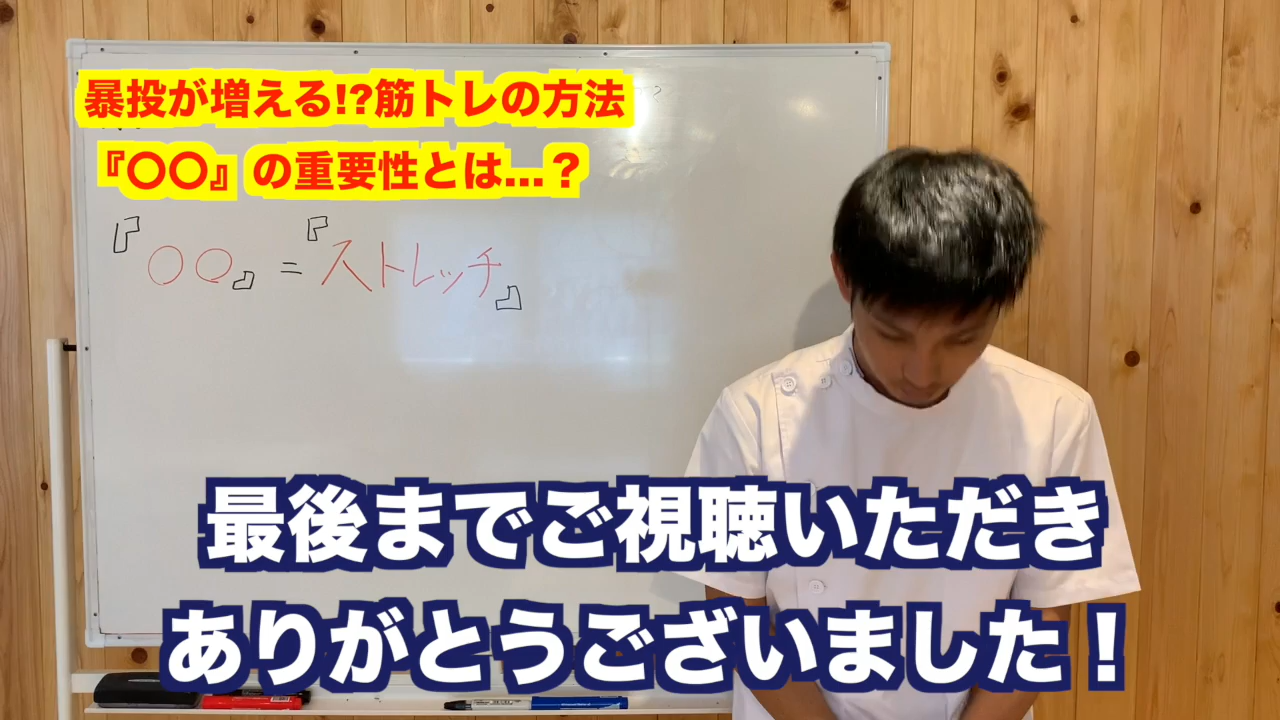 暴投が増える!?筋トレの方法
『〇〇』の重要性とは...？
『〇〇』=『ストレッチ』
最後までご視聴いただき
ありがとうございました！